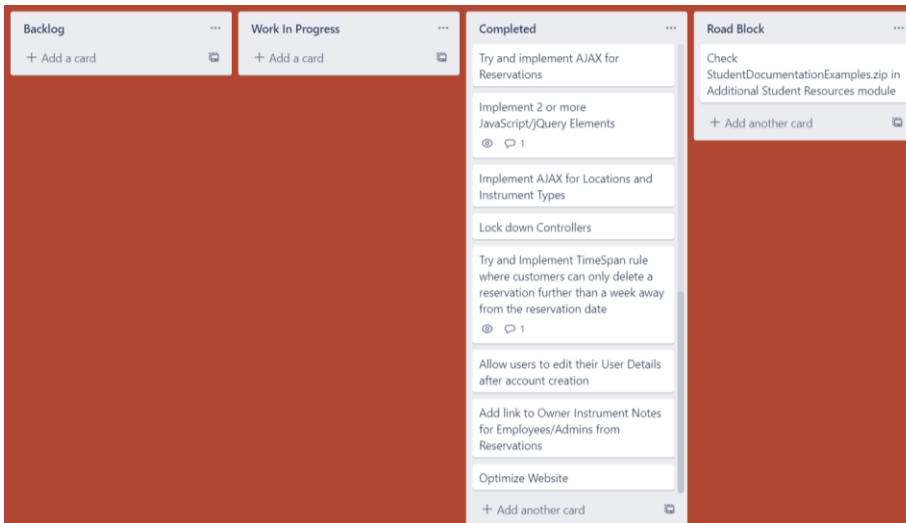 Backlog
+ Add a card
Work In Progress
+ Add a card
Completed
Try and implement AJAX for
Reservations
Implement 2 or more
JavaScript/jQuery Elements
1
Implement AJAX for Locations and
Instrument Types
Lock down Controllers
Try and Implement TimeSpan rule
where customers can only delete a
reservation further than a week away
from the reservation date
1
Allow users to edit their User Details
after account creation
Add link to Owner Instrument Notes
for Employees/Admins from
Reservations
Optimize Website
+ Add another card
Road Block
Check
StudentDocumentationExamples.zip in
Additional Student Resources module
+ Add another card